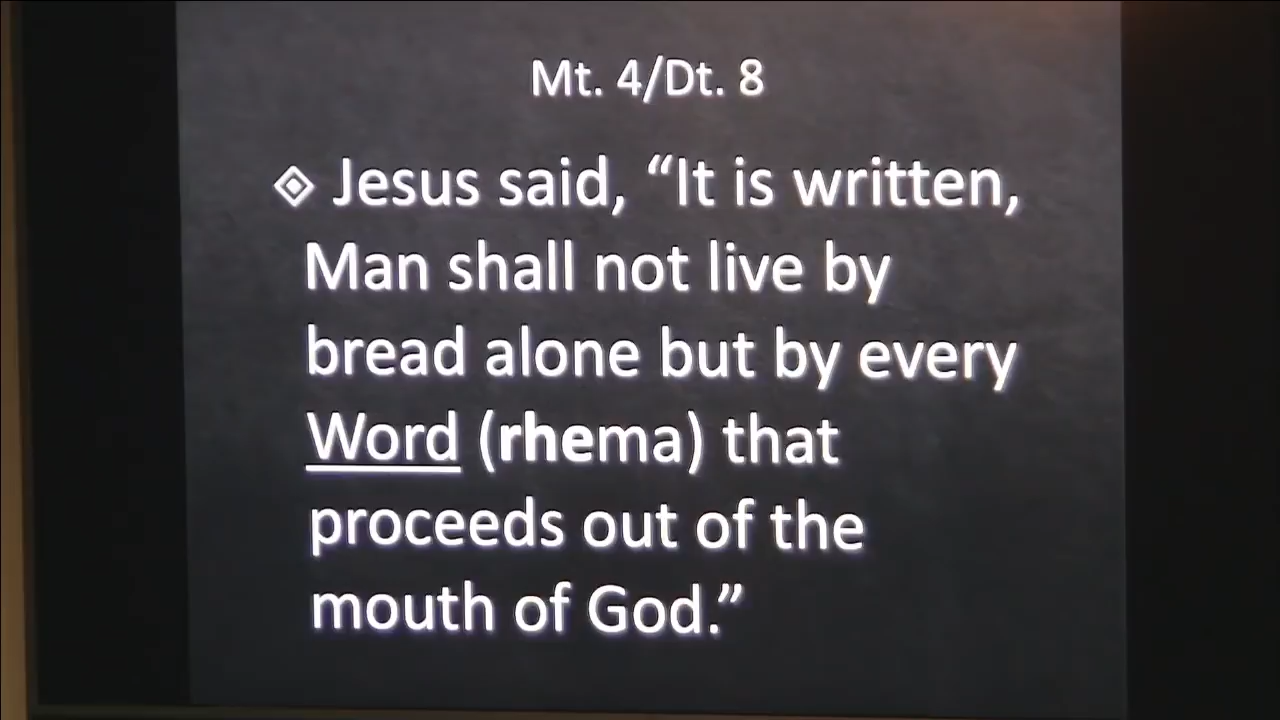 Mt. 4/Dt. 8
Jesus said, “It is written,
Man shall not live by
bread alone but by every
Word (rhema) that
proceeds out of the
mouth of God.”